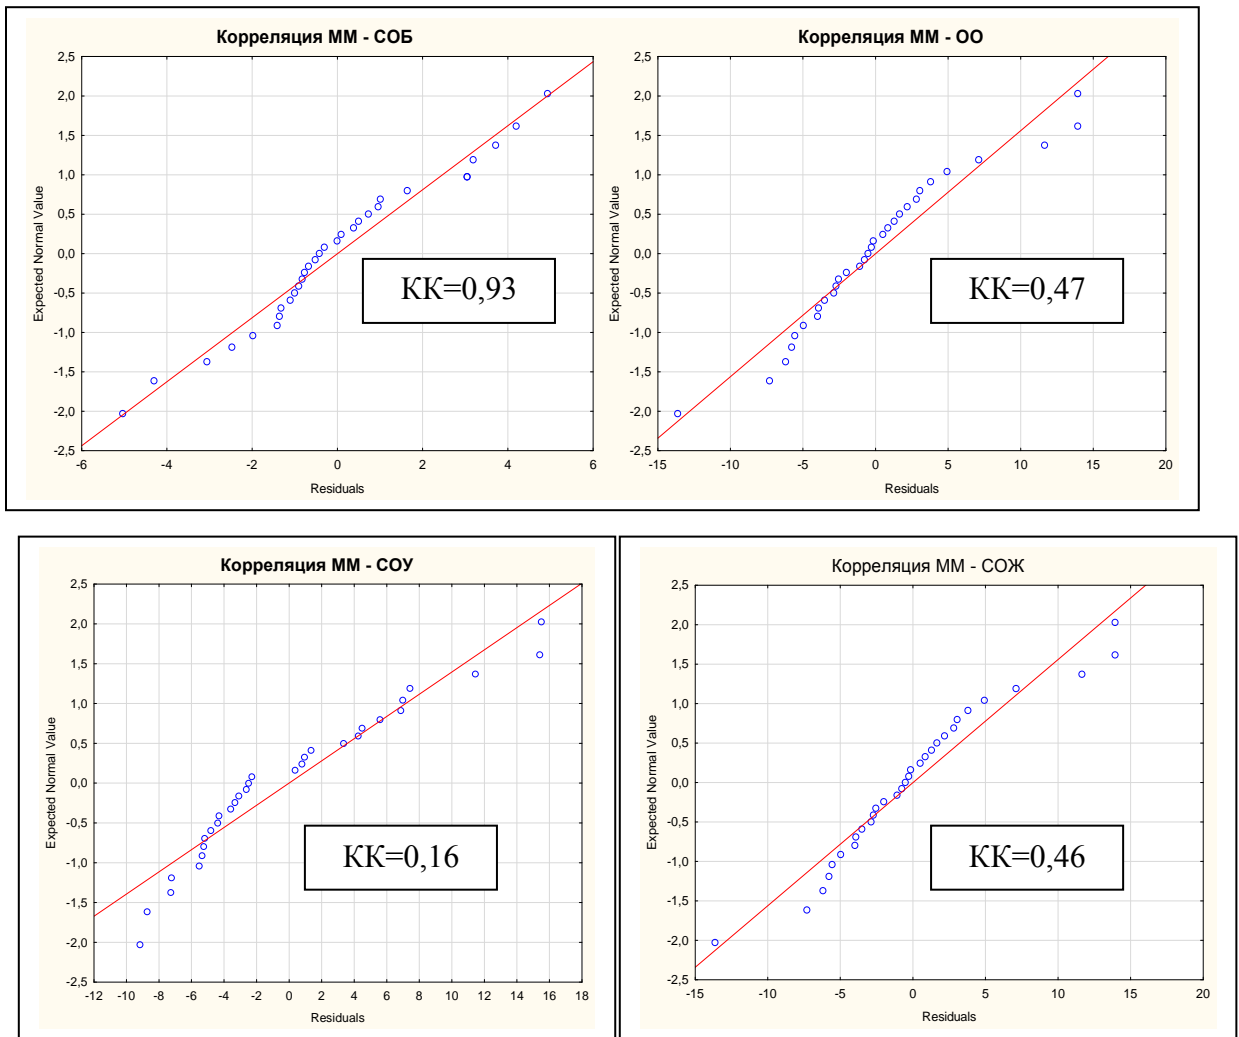 Корреляция ММ - СОБ
2,5
2,0
1,5
1,0
0,5
0,0
-0,5
-1,0
-1,5
-2,0
-2,5
Expected Normal Value
-6 -4 -2 0 2 4 6
Residuals
КК=0,93
Корреляция ММ - ОО
2,5
2,0
1,5
1,0
0,5
0,0
-0,5
-1,0
-1,5
-2,0
-2,5
Expected Normal Value
-15 -10 -5 0 5 10 15 20
Residuals
КК=0,47
Корреляция ММ - СОУ
2,5
2,0
1,5
1,0
0,5
0,0
-0,5
-1,0
-1,5
-2,0
-2,5
Expected Normal Value
-12 -10 -8 -6 -4 -2 0 2 4 6 8 10 12 14 16 18
Residuals
КК=0,16
Корреляция ММ - СОЖ
2,5
2,0
1,5
1,0
0,5
0,0
-0,5
-1,0
-1,5
-2,0
-2,5
Expected Normal Value
-15 -10 -5 0 5 10 15 20
Residuals
КК=0,46